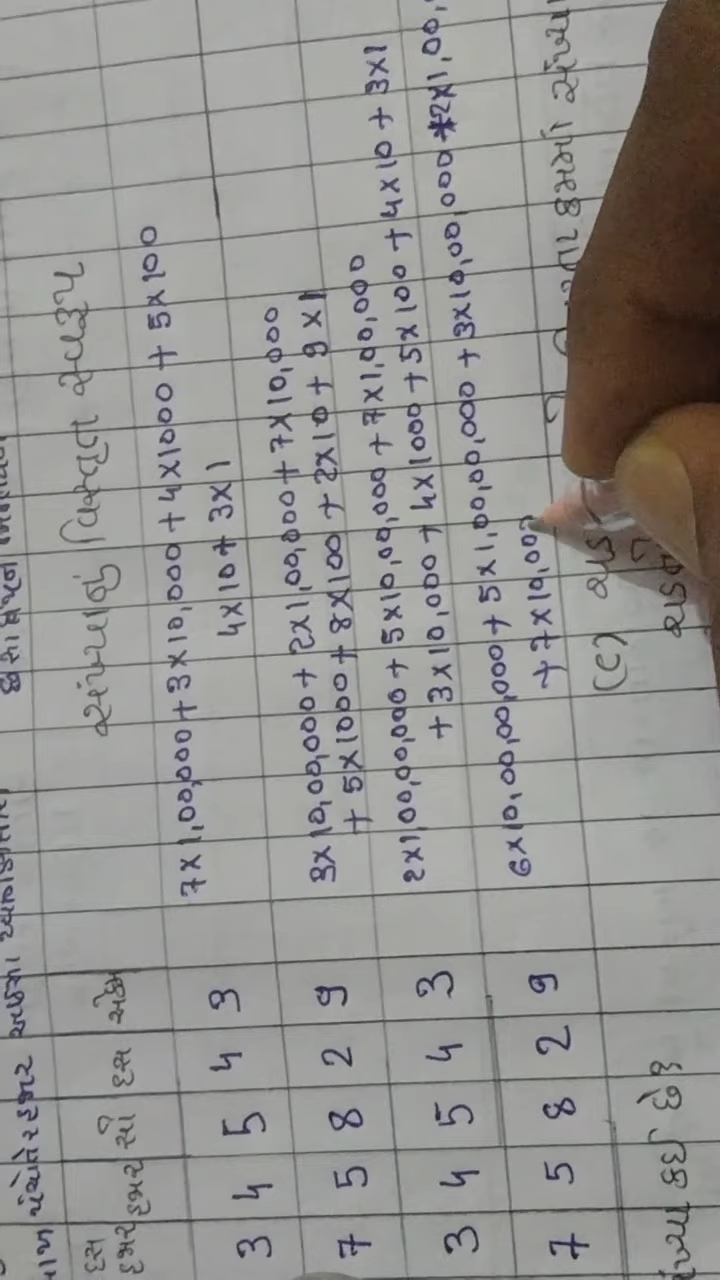 સંખ્યાનું વિસ્તૃત સ્વરૂપ
દસ હજાર હજાર સો દસ એકમ
3 4 5 4 3 7×1,00,000+3×10,000+4×1000+5×100
4×10+3×1
7 5 8 2 9 3×10,00,000+2×1,00,000+7×10,000
+5×1000+8×100+2×10+9×1
3 4 5 4 3 2×1,00,00,000+5×10,00,000+7×1,00,000
+3×10,000+4×1000+5×100+4×10+3×1
7 5 8 2 9 6×10,00,00,000+5×1,00,00,000+3×10,00,000+2×1,00,
+7×10,000
(C)
કઈ છે